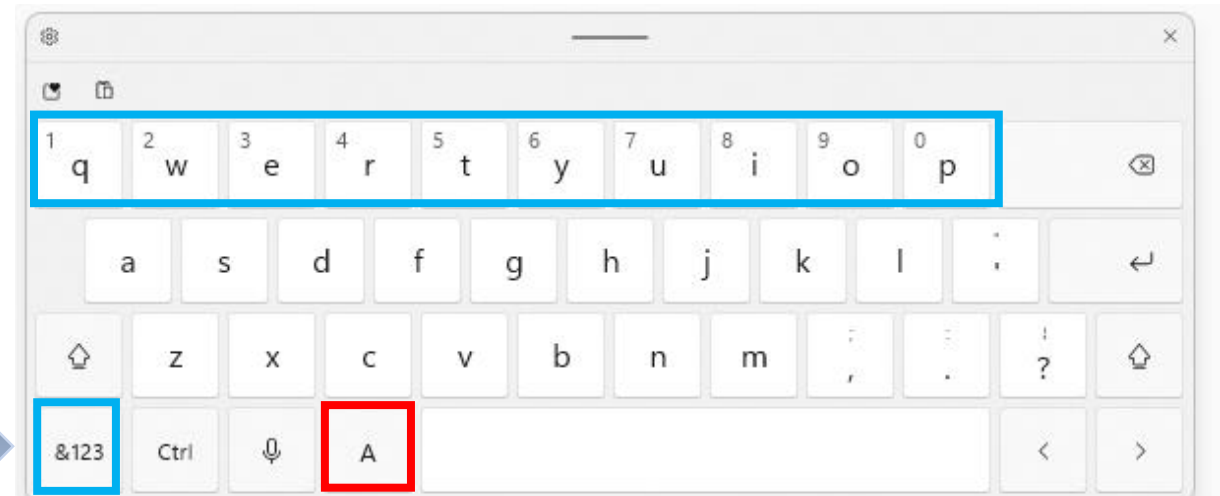 1 q 2 w 3 e 4 r 5 t 6 y 7 u 8 i 9 o 0 p
a s d f g h j k l " '
z x c v b n m ; , : . ! ?
&123 Ctrl A < >